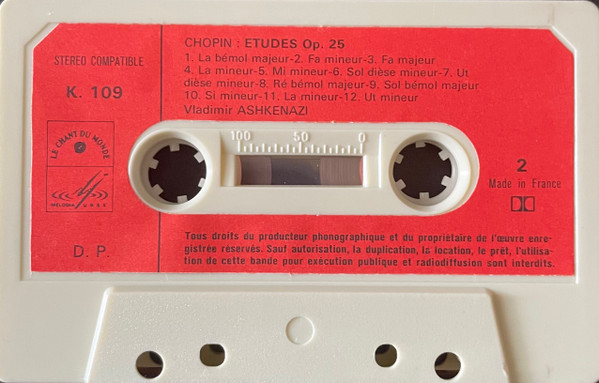 STEREO COMPATIBLE
K. 109
LE CHANT DU MONDE
MELODIA U.R.S.S.
D. P.
CHOPIN : ETUDES Op. 25
1. La bémol majeur-2. Fa mineur-3. Fa majeur
4. La mineur-5. Mi mineur-6. Sol dièse mineur-7. Ut
dièse mineur-8. Ré bémol majeur-9. Sol bémol majeur
10. Si mineur-11. La mineur-12. Ut mineur
Vladimir ASHKENAZI
100 50 0
2
Made in France
Tous droits du producteur phonographique et du propriétaire de l'œuvre enre-
gistrée réservés. Sauf autorisation, la duplication, la location, le prêt, l'utilisa-
tion de cette bande pour exécution publique et radiodiffusion sont interdits.